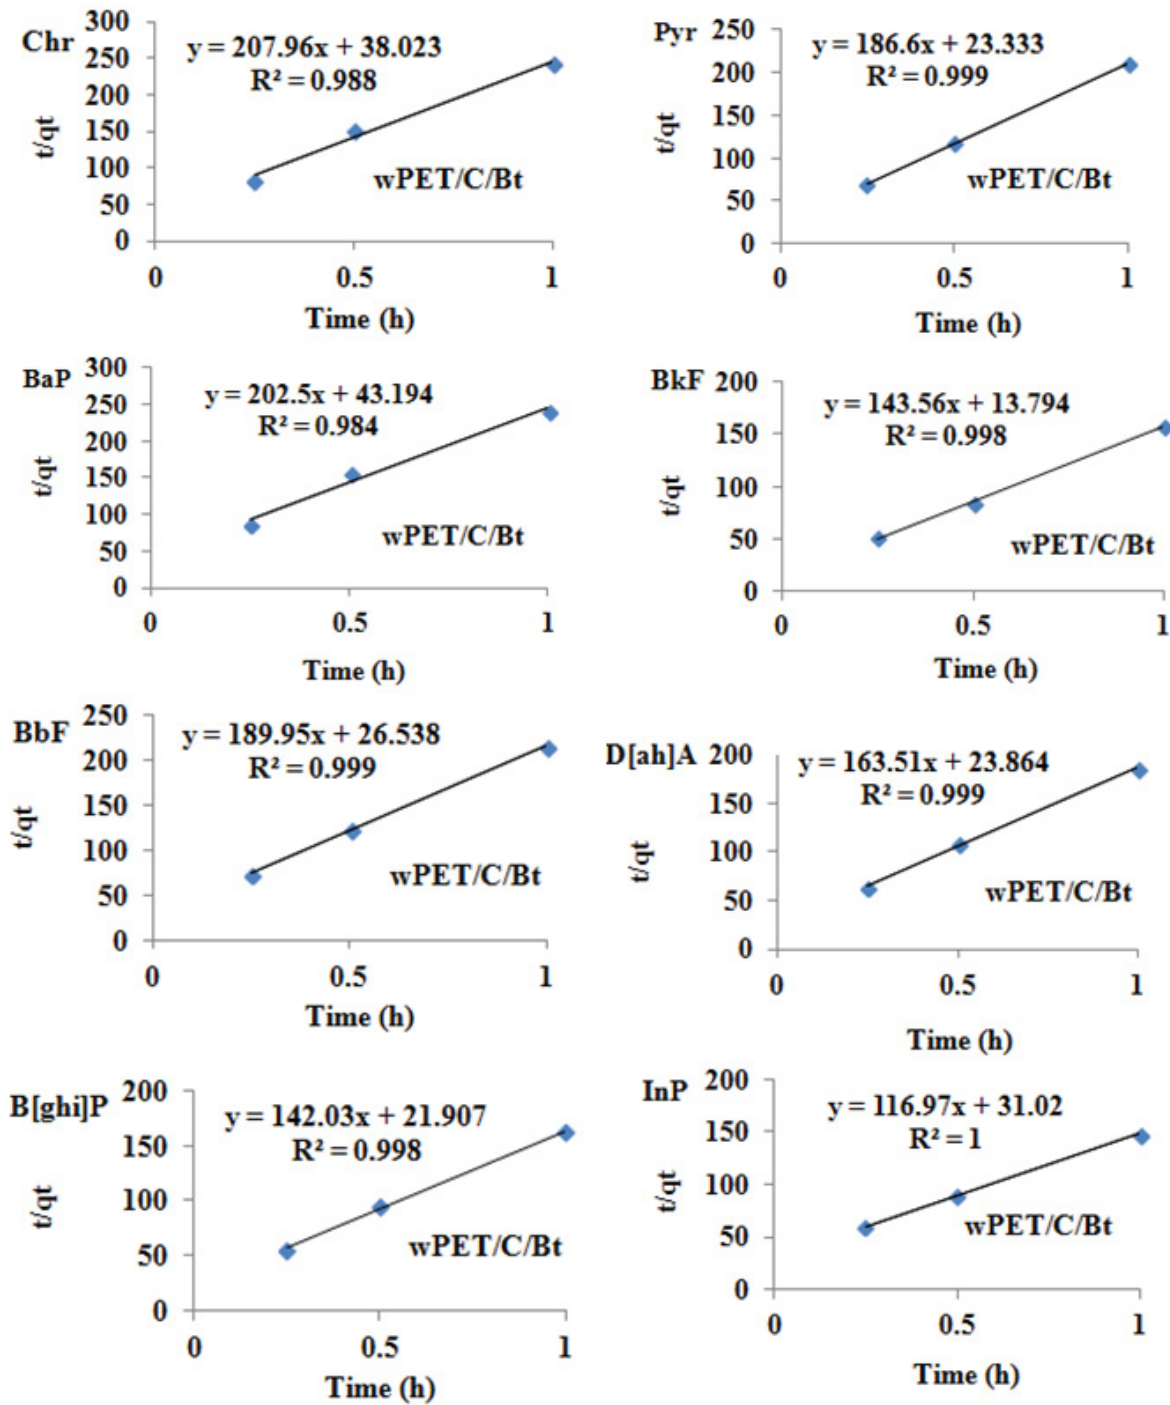 Chr
y = 207.96x + 38.023
R² = 0.988
300
250
200
150
100
50
0
t/qt
wPET/C/Bt
0 0.5 1
Time (h)
Pyr
y = 186.6x + 23.333
R² = 0.999
250
200
150
100
50
0
t/qt
wPET/C/Bt
0 0.5 1
Time (h)
BaP
y = 202.5x + 43.194
R² = 0.984
300
250
200
150
100
50
0
t/qt
wPET/C/Bt
0 0.5 1
Time (h)
BkF
y = 143.56x + 13.794
R² = 0.998
200
150
100
50
0
t/qt
wPET/C/Bt
0 0.5 1
Time (h)
BbF
y = 189.95x + 26.538
R² = 0.999
250
200
150
100
50
0
t/qt
wPET/C/Bt
0 0.5 1
Time (h)
D[ah]A
y = 163.51x + 23.864
R² = 0.999
200
150
100
50
0
t/qt
wPET/C/Bt
0 0.5 1
Time (h)
B[ghi]P
y = 142.03x + 21.907
R² = 0.998
200
150
100
50
0
t/qt
wPET/C/Bt
0 0.5 1
Time (h)
InP
y = 116.97x + 31.02
R² = 1
200
150
100
50
0
t/qt
wPET/C/Bt
0 0.5 1
Time (h)